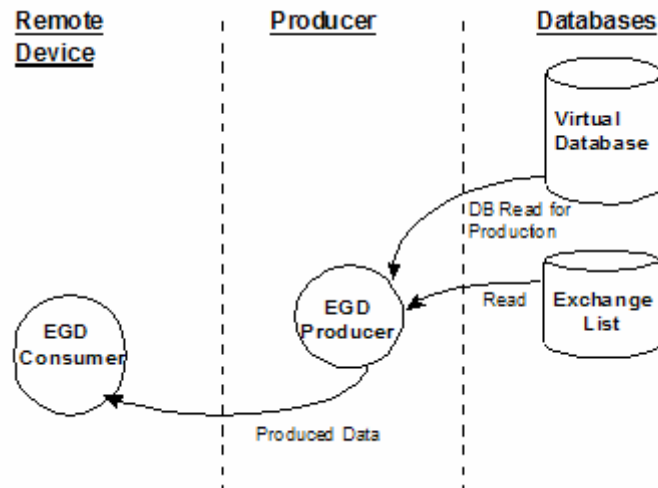 Remote
Device
Producer
Databases
Virtual
Database
DB Read for
Production
EGD
Producer
Read
Exchange
List
EGD
Consumer
Produced Data